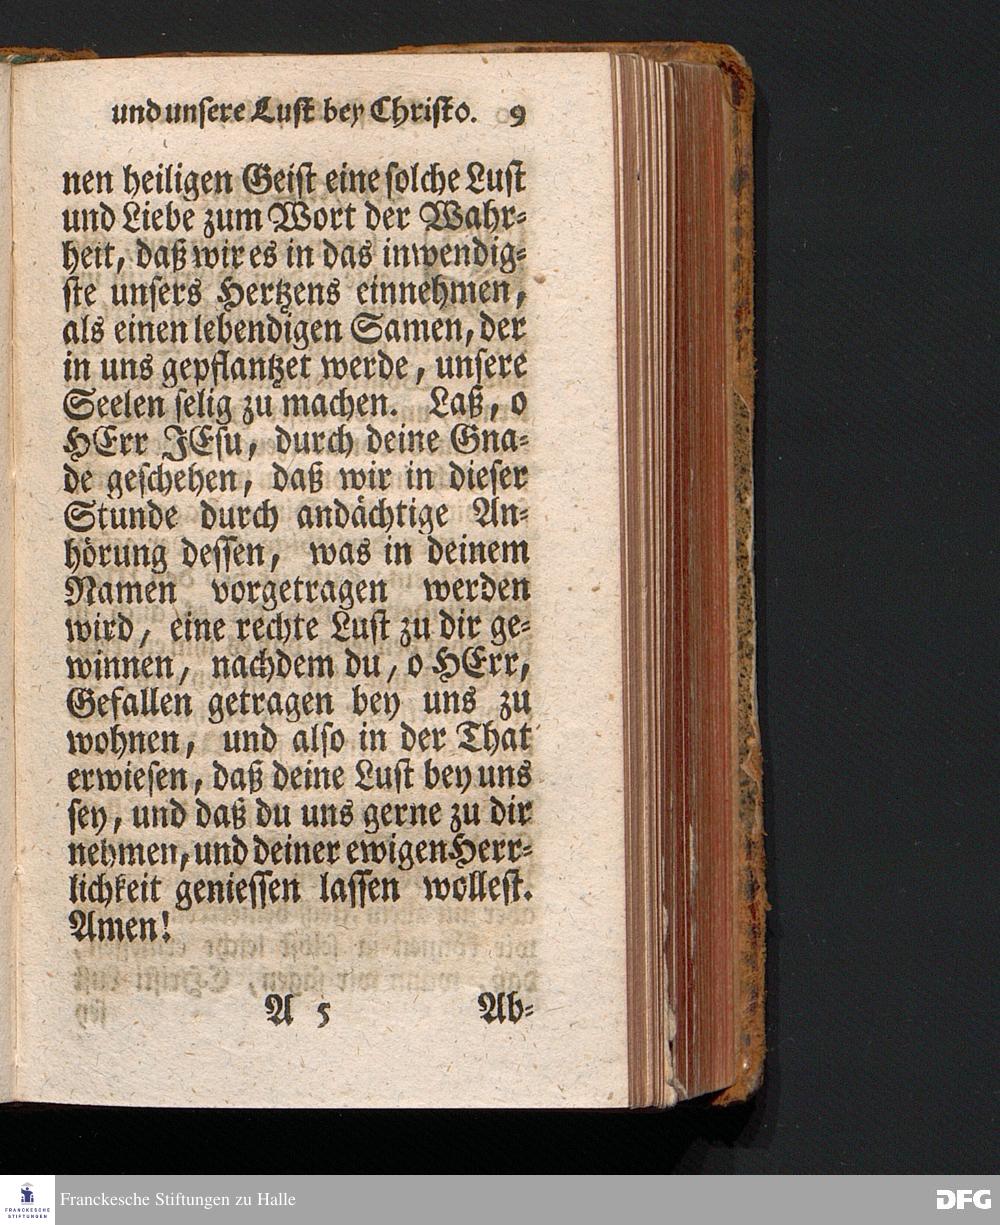 und unsere Lust bey Christo. 9
nen heiligen Geist eine solche Lust
und Liebe zum Wort der Wahr-
heit, daß wir es in das inwendig-
ste unsers Hertzens einnehmen,
als einen lebendigen Samen, der
in uns gepflantzet werde, unsere
Seelen selig zu machen. Laß, o
HErr JEsu, durch deine Gna-
de geschehen, daß wir in dieser
Stunde durch andächtige An-
hörung dessen, was in deinem
Namen vorgetragen werden
wird, eine rechte Lust zu dir ge-
winnen, nachdem du, o HErr,
Gefallen getragen bey uns zu
wohnen, und also in der That
erwiesen, daß deine Lust bey uns
sey, und daß du uns gerne zu dir
nehmen, und deiner ewigen Herr-
lichkeit geniessen lassen wollest.
Amen!
A 5 Ab-
FRANCKESCHE
STIFTUNGEN
Franckesche Stiftungen zu Halle
DFG